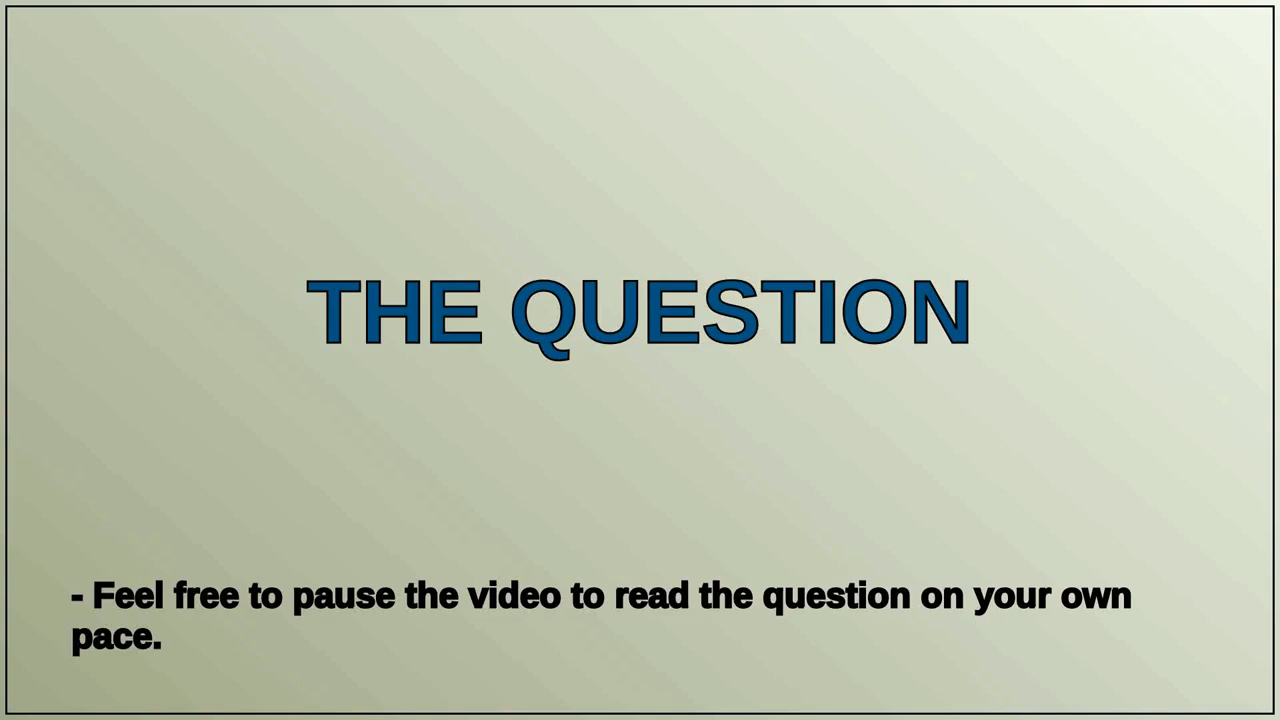 THE QUESTION
- Feel free to pause the video to read the question on your own
pace.